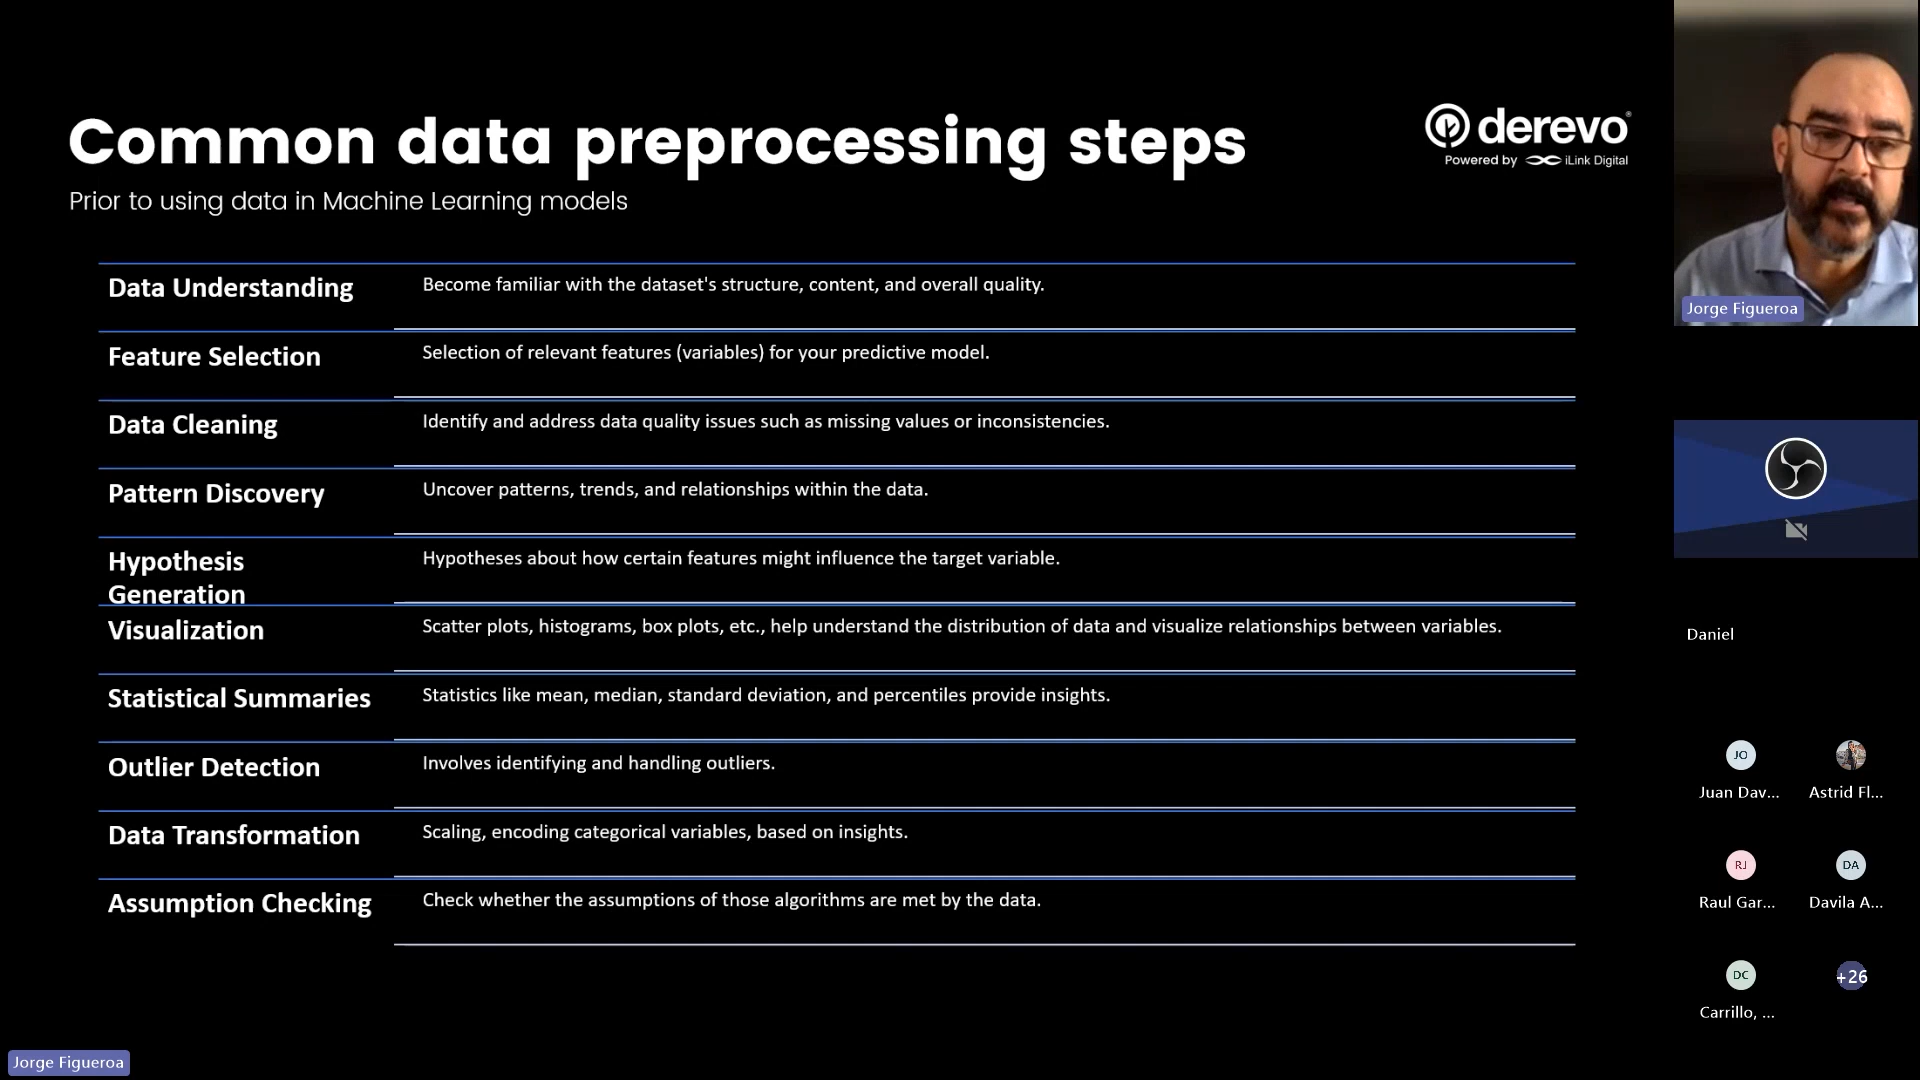 Common data preprocessing steps
Prior to using data in Machine Learning models
derevo®
Powered by iLink Digital
Data Understanding
Become familiar with the dataset's structure, content, and overall quality.
Feature Selection
Selection of relevant features (variables) for your predictive model.
Data Cleaning
Identify and address data quality issues such as missing values or inconsistencies.
Pattern Discovery
Uncover patterns, trends, and relationships within the data.
Hypothesis
Generation
Hypotheses about how certain features might influence the target variable.
Visualization
Scatter plots, histograms, box plots, etc., help understand the distribution of data and visualize relationships between variables.
Statistical Summaries
Statistics like mean, median, standard deviation, and percentiles provide insights.
Outlier Detection
Involves identifying and handling outliers.
Data Transformation
Scaling, encoding categorical variables, based on insights.
Assumption Checking
Check whether the assumptions of those algorithms are met by the data.
Jorge Figueroa
Jorge Figueroa
Daniel
JO
Juan Dav...
Astrid Fl...
RJ
Raul Gar...
DA
Davila A...
DC
Carrillo, ...
+26